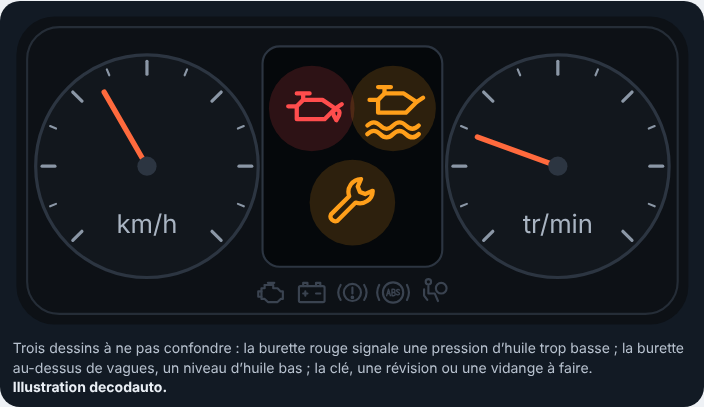 km/h
tr/min
ABS
Trois dessins à ne pas confondre : la burette rouge signale une pression d’huile trop basse ; la burette
au-dessus de vagues, un niveau d’huile bas ; la clé, une révision ou une vidange à faire.
Illustration decodauto.